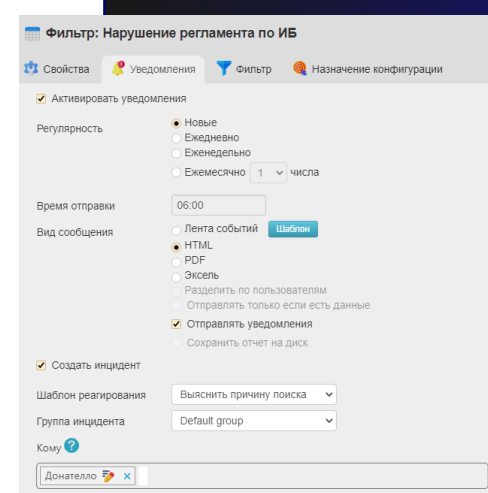 Фильтр: Нарушение регламента по ИБ
Свойства Уведомления Фильтр Назначение конфигурации
Активировать уведомления
Регулярность Новые
Ежедневно
Еженедельно
Ежемесячно 1 числа
Время отправки 06:00
Вид сообщения Лента событий Шаблон
HTML
PDF
Эксель
Разделить по пользователям
Отправлять только если есть данные
Отправлять уведомления
Сохранить отчет на диск
Создать инцидент
Шаблон реагирования Выяснить причину поиска
Группа инцидента Default group
Кому ?
Донателло ×